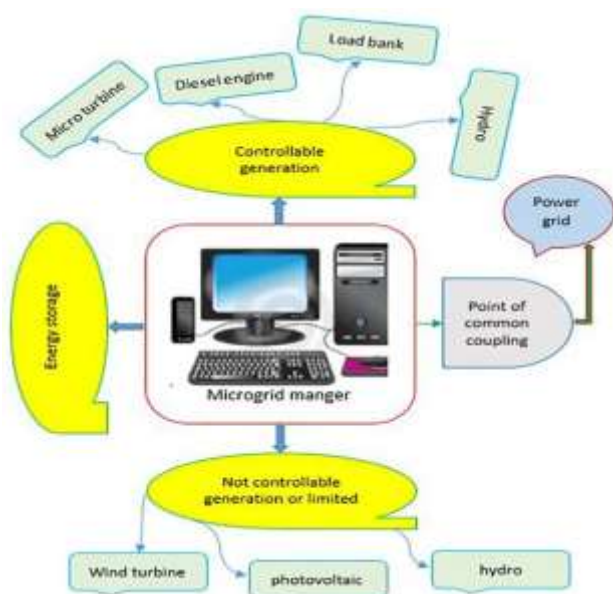 Load bank
Diesel engine
Micro turbine
Hydro
Controllable
generation
Power
grid
Energy storage
Point of
common
coupling
Microgrid manger
Not controllable
generation or limited
Wind turbine
photovoltaic
hydro